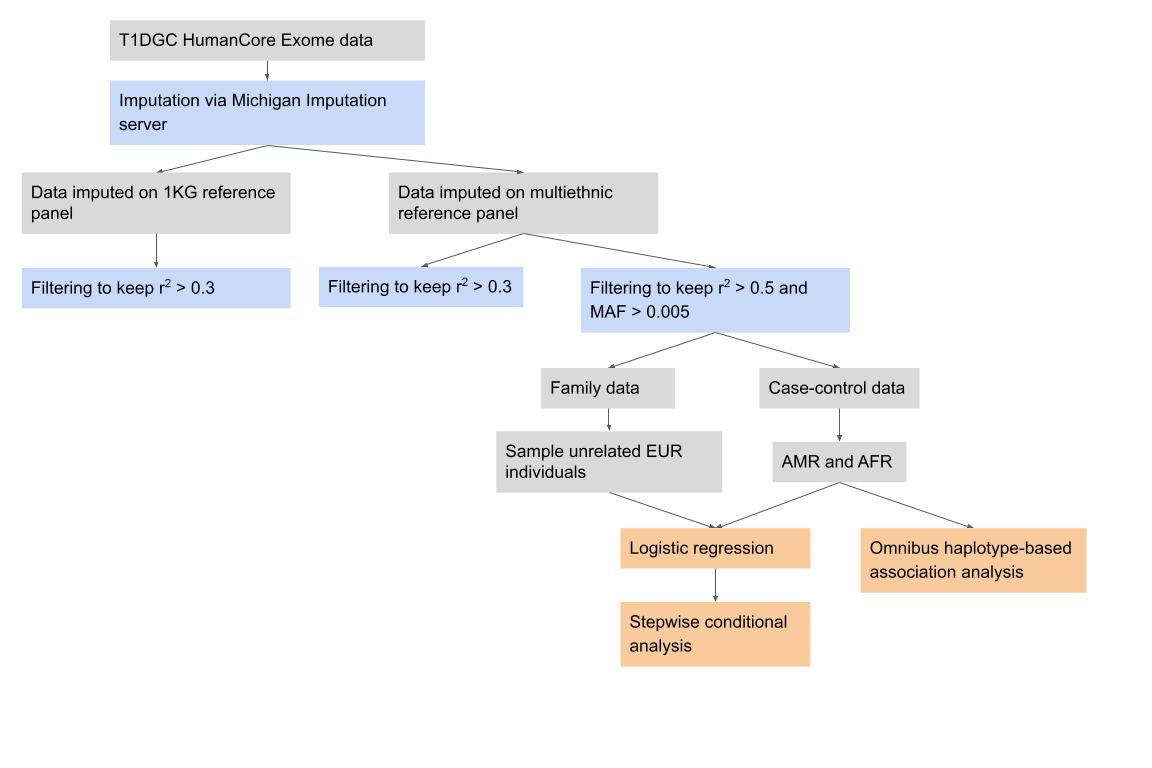 T1DGC HumanCore Exome data
Imputation via Michigan Imputation
server
Data imputed on 1KG reference
panel
Data imputed on multiethnic
reference panel
Filtering to keep r² > 0.3
Filtering to keep r² > 0.3
Filtering to keep r² > 0.5 and
MAF > 0.005
Family data
Case-control data
Sample unrelated EUR
individuals
AMR and AFR
Logistic regression
Omnibus haplotype-based
association analysis
Stepwise conditional
analysis